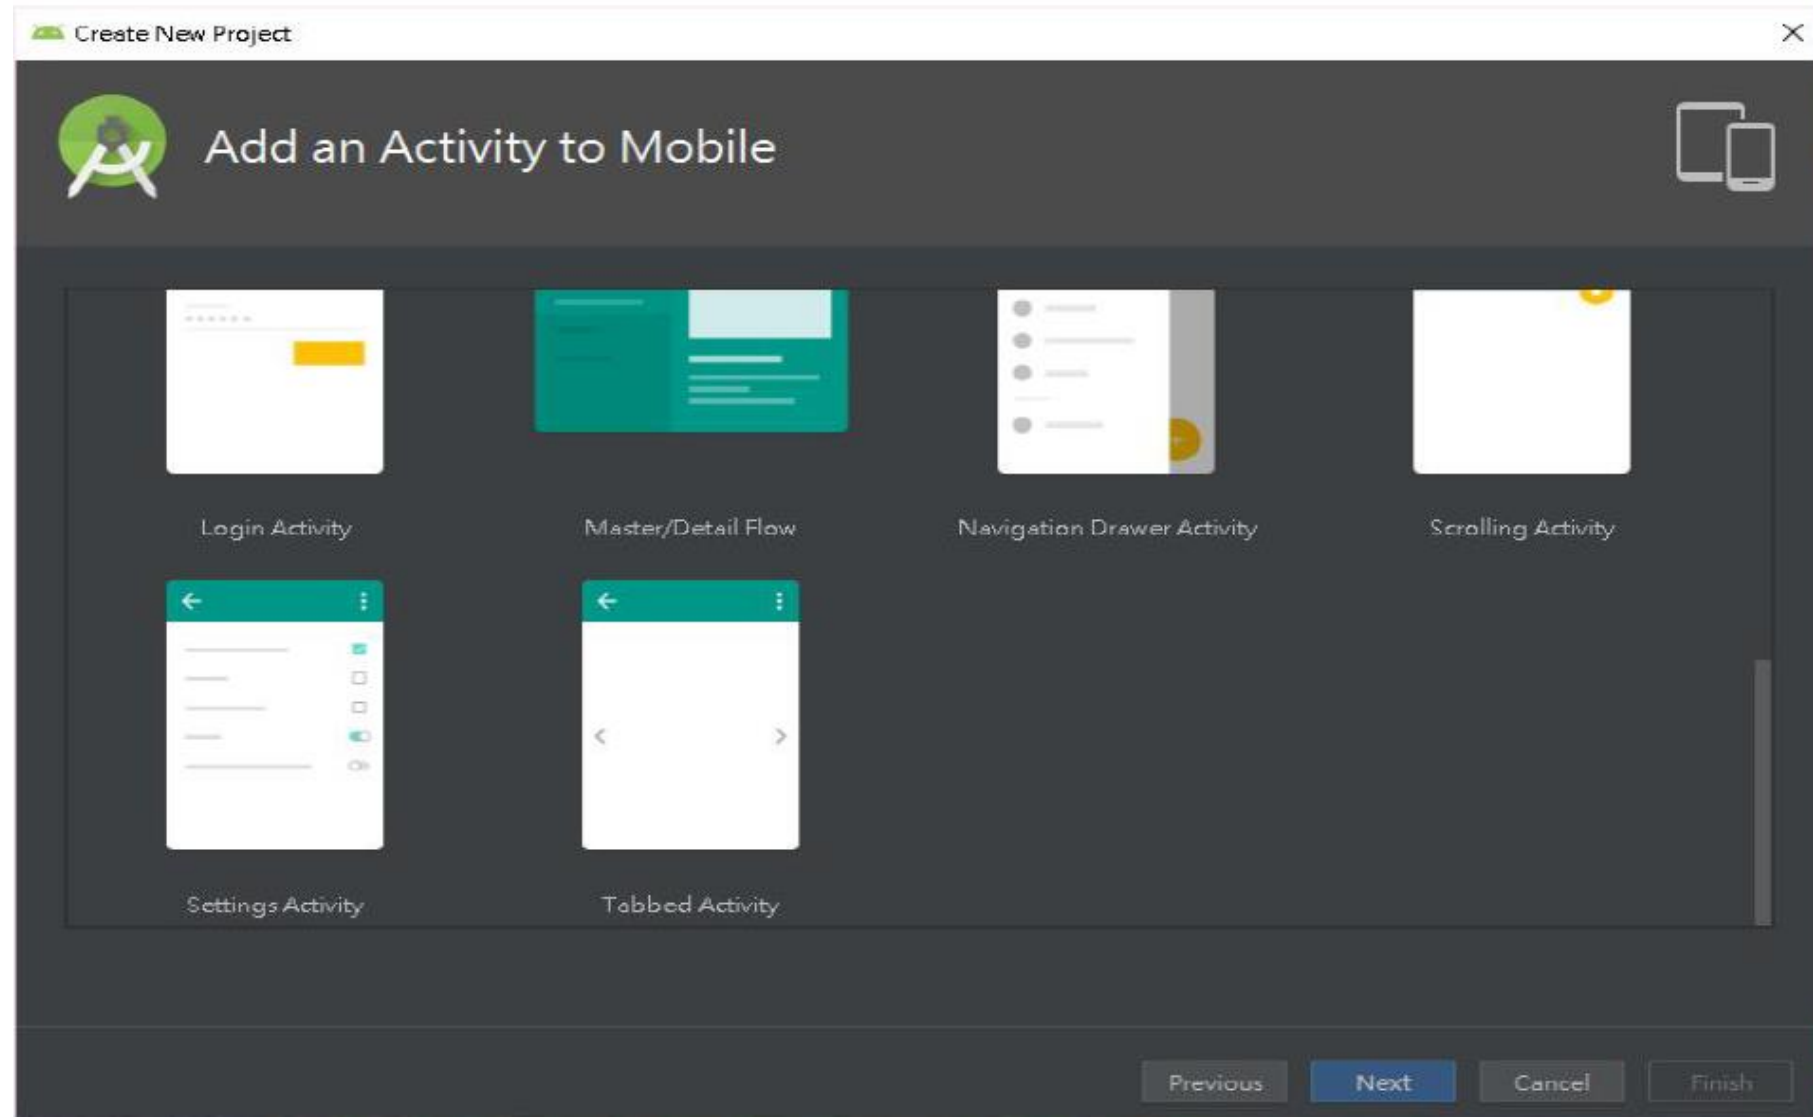 Create New Project
Add an Activity to Mobile
Login Activity
Master/Detail Flow
Navigation Drawer Activity
Scrolling Activity
Settings Activity
Tabbed Activity
Previous
Next
Cancel
Finish